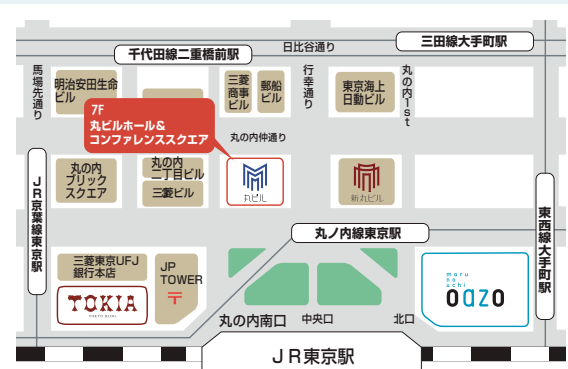 日比谷通り
三田線大手町駅
千代田線二重橋前駅
馬場先通り
明治安田生命
ビル
三菱
商事
ビル
郵船
ビル
行幸通り
東京海上
日動ビル
丸の内1st
7F
丸ビルホール&
コンファレンススクエア
丸の内仲通り
JR京葉線東京駅
丸の内
ブリック
スクエア
丸の内
二丁目ビル
三菱ビル
丸ビル
新丸ビル
東西線大手町駅
丸ノ内線東京駅
三菱東京UFJ
銀行本店
JP
TOWER
〒
TOKIA
maru
no
uchi
oazo
丸の内南口
中央口
北口
JR東京駅